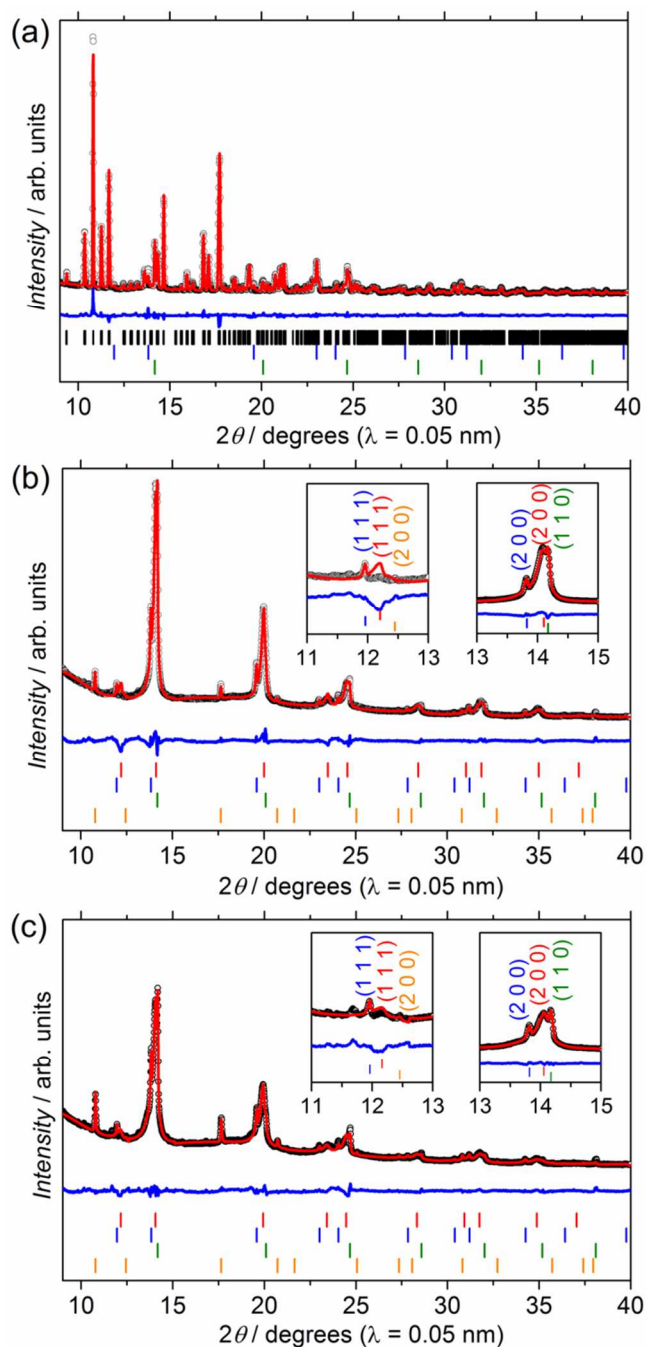 (a)
Intensity / arb. units
10 15 20 25 30 35 40
2θ / degrees (λ = 0.05 nm)
(b)
Intensity / arb. units
(1 1 1)
(1 1 1)
(2 0 0)
11 12 13
(2 0 0)
(2 0 0)
(1 1 0)
13 14 15
10 15 20 25 30 35 40
2θ / degrees (λ = 0.05 nm)
(c)
Intensity / arb. units
(1 1 1)
(1 1 1)
(2 0 0)
11 12 13
(2 0 0)
(2 0 0)
(1 1 0)
13 14 15
10 15 20 25 30 35 40
2θ / degrees (λ = 0.05 nm)